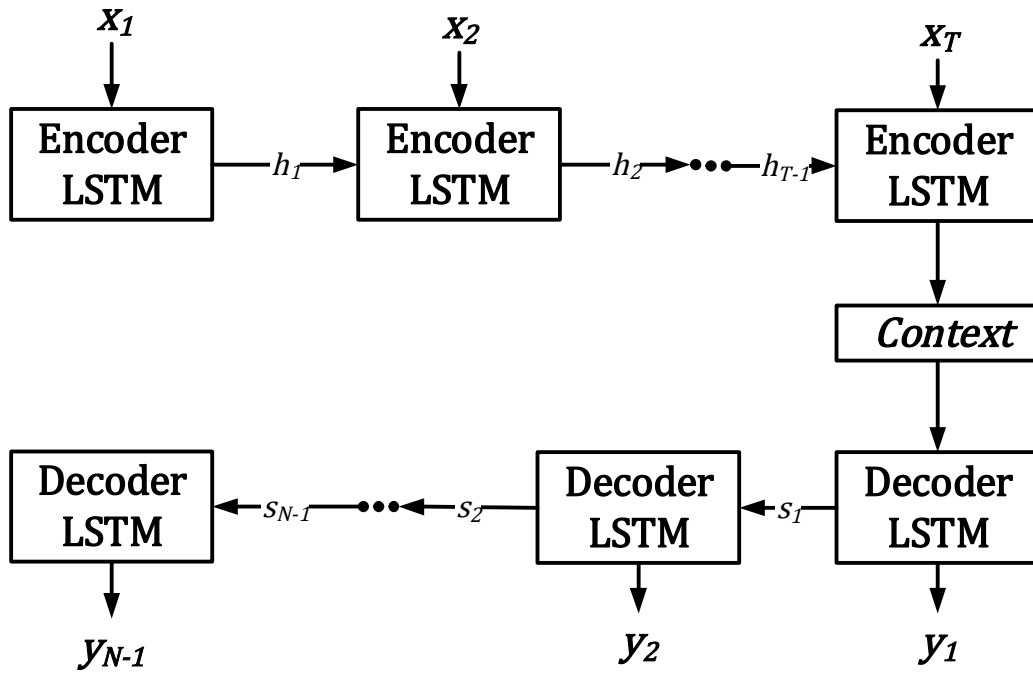 x1
x2
xT
Encoder
LSTM
h1
Encoder
LSTM
h2
hT-1
Encoder
LSTM
Context
Decoder
LSTM
sN-1
s2
Decoder
LSTM
s1
Decoder
LSTM
yN-1
y2
y1